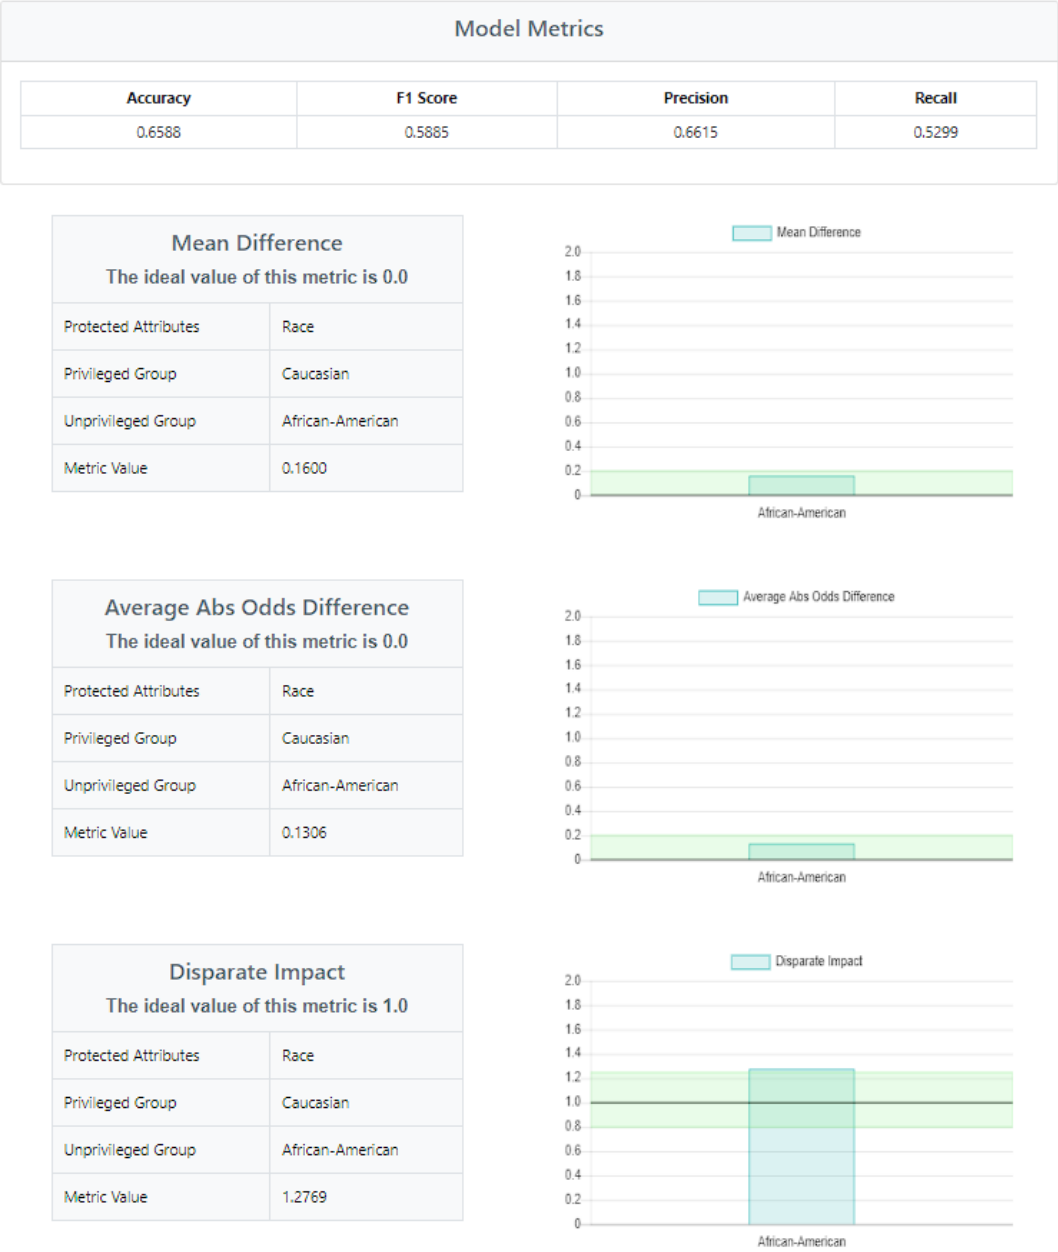 Model Metrics
Accuracy F1 Score Precision Recall
0.6588 0.5885 0.6615 0.5299
Mean Difference
The ideal value of this metric is 0.0
Protected Attributes Race
Privileged Group Caucasian
Unprivileged Group African-American
Metric Value 0.1600
Mean Difference
2.0
1.8
1.6
1.4
1.2
1.0
0.8
0.6
0.4
0.2
0
African-American
Average Abs Odds Difference
The ideal value of this metric is 0.0
Protected Attributes Race
Privileged Group Caucasian
Unprivileged Group African-American
Metric Value 0.1306
Average Abs Odds Difference
2.0
1.8
1.6
1.4
1.2
1.0
0.8
0.6
0.4
0.2
0
African-American
Disparate Impact
The ideal value of this metric is 1.0
Protected Attributes Race
Privileged Group Caucasian
Unprivileged Group African-American
Metric Value 1.2769
Disparate Impact
2.0
1.8
1.6
1.4
1.2
1.0
0.8
0.6
0.4
0.2
0
African-American